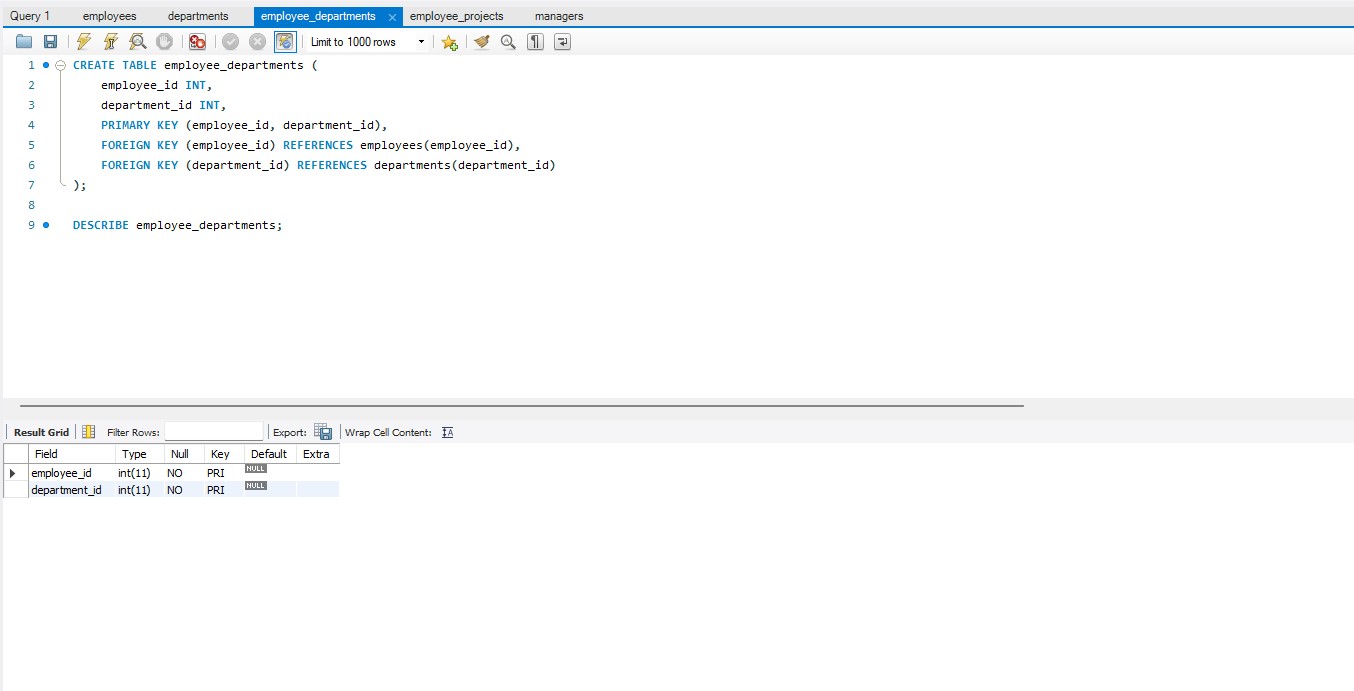 Query 1 employees departments employee_departments employee_projects managers
Limit to 1000 rows
1 CREATE TABLE employee_departments (
2 employee_id INT,
3 department_id INT,
4 PRIMARY KEY (employee_id, department_id),
5 FOREIGN KEY (employee_id) REFERENCES employees(employee_id),
6 FOREIGN KEY (department_id) REFERENCES departments(department_id)
7 );
8
9 DESCRIBE employee_departments;
Result Grid Filter Rows: Export: Wrap Cell Content:
Field Type Null Key Default Extra
employee_id int(11) NO PRI NULL
department_id int(11) NO PRI NULL